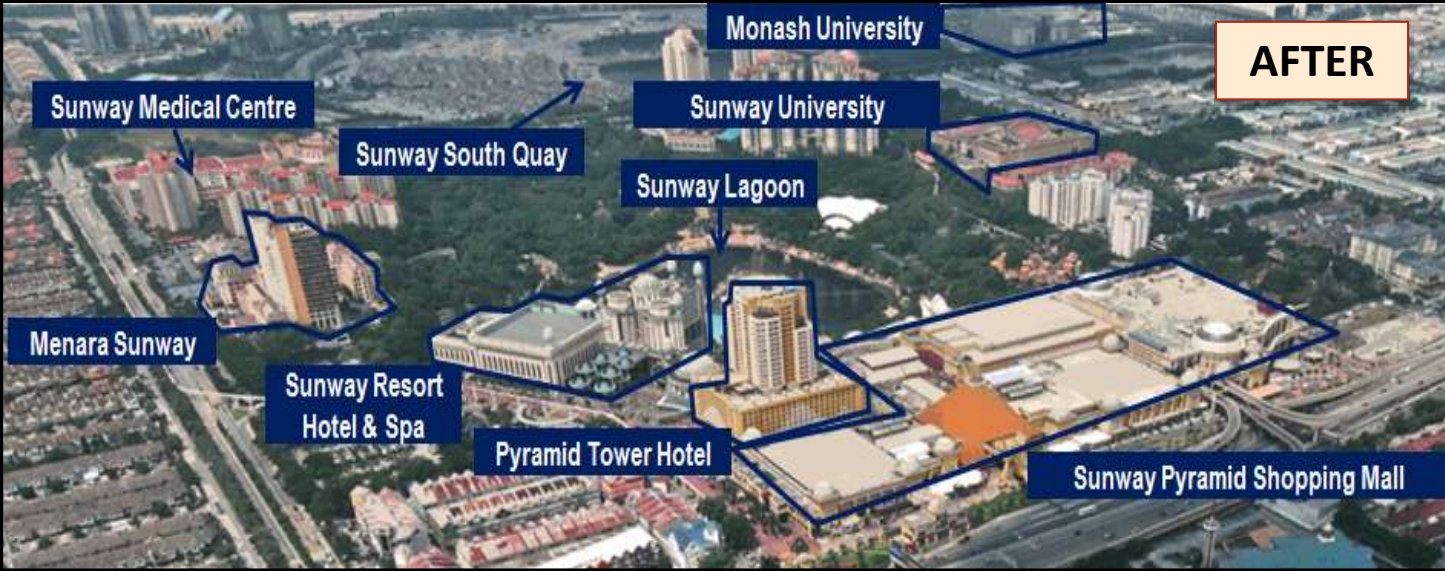 Monash University
AFTER
Sunway Medical Centre
Sunway University
Sunway South Quay
Sunway Lagoon
Menara Sunway
Sunway Resort
Hotel & Spa
Pyramid Tower Hotel
Sunway Pyramid Shopping Mall